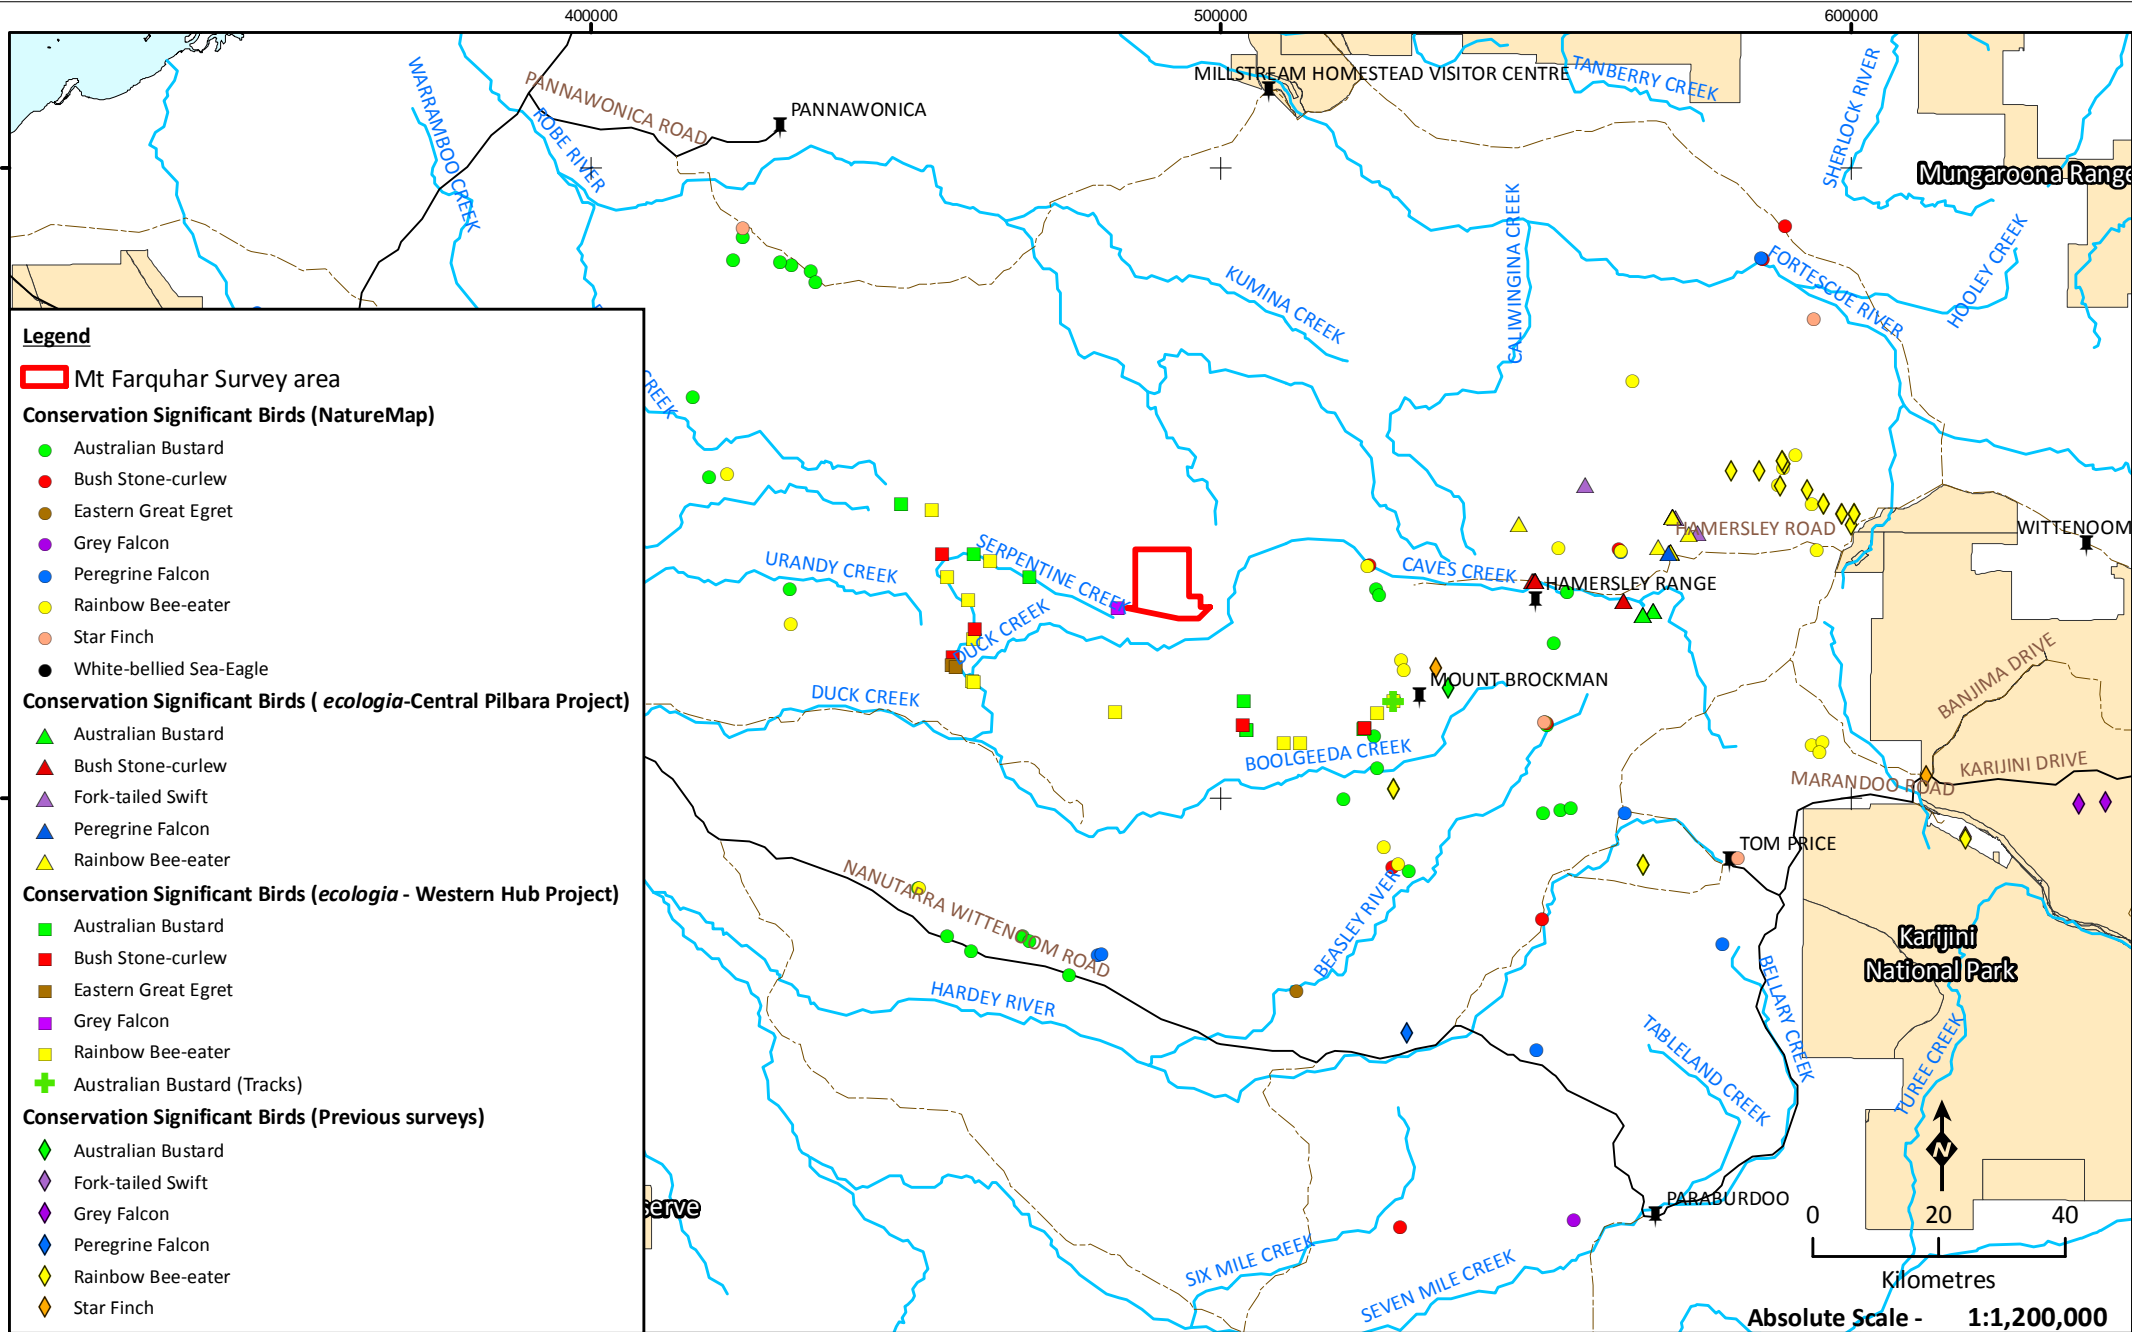 400000
500000
600000
WARRAMBOO CREEK
PANNAWONICA ROAD
ROBE RIVER
PANNAWONICA
MILLSTREAM HOMESTEAD VISITOR CENTRE
TANBERRY CREEK
SHERLOCK RIVER
Mungaroona Range
HOOLEY CREEK
FORTESCUE RIVER
CALIWINGINA CREEK
KUMINA CREEK
CREEK
URANDY CREEK
SERPENTINE CREEK
DUCK CREEK
DUCK CREEK
CAVES CREEK
HAMERSLEY RANGE
HAMERSLEY ROAD
WITTENOOM
MOUNT BROCKMAN
BOOLGEEDA CREEK
BANJIMA DRIVE
KARIJINI DRIVE
MARANDOO ROAD
TOM PRICE
NANUTARRA WITTENOOM ROAD
BEASLEY RIVER
HARDEY RIVER
Karijini
National Park
BELLARY CREEK
TABLELAND CREEK
TUREE CREEK
PARABURDOO
SIX MILE CREEK
SEVEN MILE CREEK
serve
Legend
Mt Farquhar Survey area
Conservation Significant Birds (NatureMap)
Australian Bustard
Bush Stone-curlew
Eastern Great Egret
Grey Falcon
Peregrine Falcon
Rainbow Bee-eater
Star Finch
White-bellied Sea-Eagle
Conservation Significant Birds ( ecologia-Central Pilbara Project)
Australian Bustard
Bush Stone-curlew
Fork-tailed Swift
Peregrine Falcon
Rainbow Bee-eater
Conservation Significant Birds (ecologia - Western Hub Project)
Australian Bustard
Bush Stone-curlew
Eastern Great Egret
Grey Falcon
Rainbow Bee-eater
Australian Bustard (Tracks)
Conservation Significant Birds (Previous surveys)
Australian Bustard
Fork-tailed Swift
Grey Falcon
Peregrine Falcon
Rainbow Bee-eater
Star Finch
N
0 20 40
Kilometres
Absolute Scale - 1:1,200,000